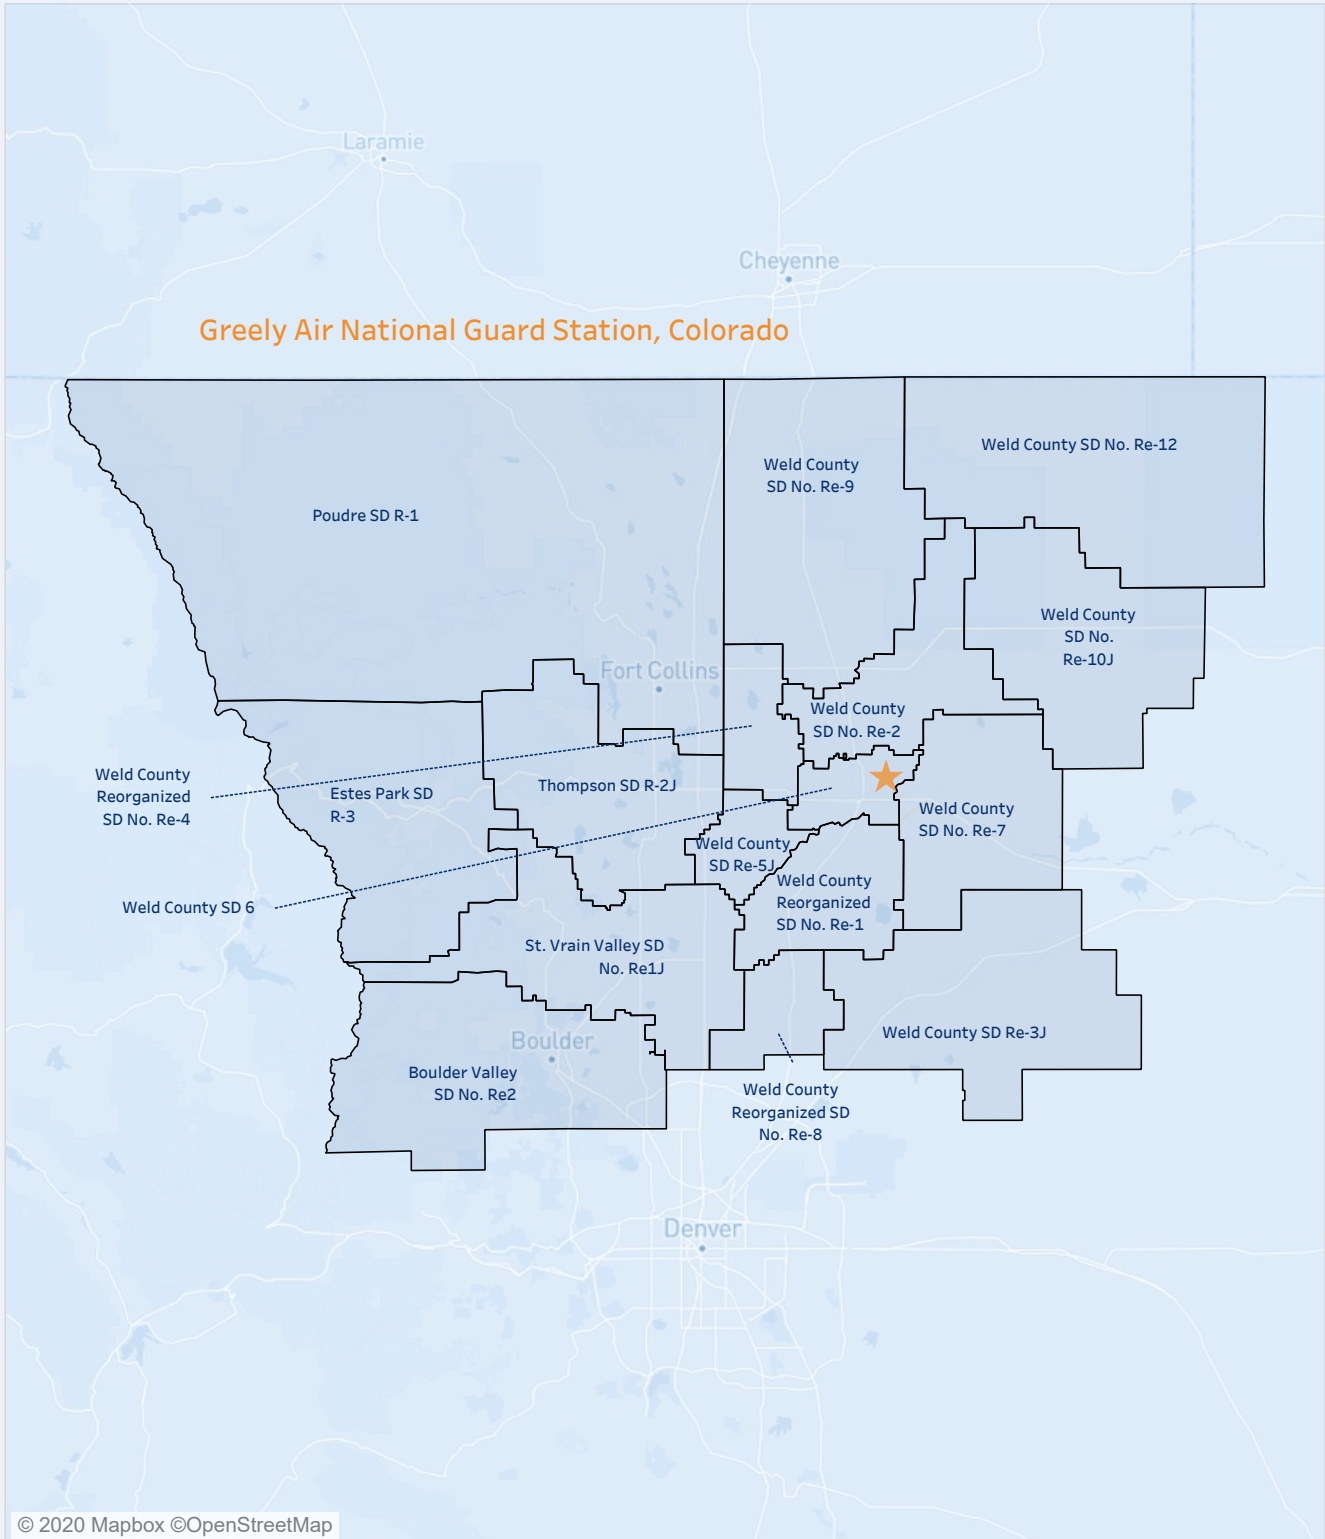 Laramie
Cheyenne
Greely Air National Guard Station, Colorado
Weld County SD No. Re-12
Weld County
SD No. Re-9
Poudre SD R-1
Weld County
SD No.
Re-10J
Fort Collins
Weld County
SD No. Re-2
Weld County
Reorganized
SD No. Re-4
Estes Park SD
R-3
Thompson SD R-2J
Weld County
SD No. Re-7
Weld County
SD Re-5J
Weld County
Reorganized
SD No. Re-1
Weld County SD 6
St. Vrain Valley SD
No. Re1J
Weld County SD Re-3J
Boulder
Boulder Valley
SD No. Re2
Weld County
Reorganized SD
No. Re-8
Denver
© 2020 Mapbox ©OpenStreetMap